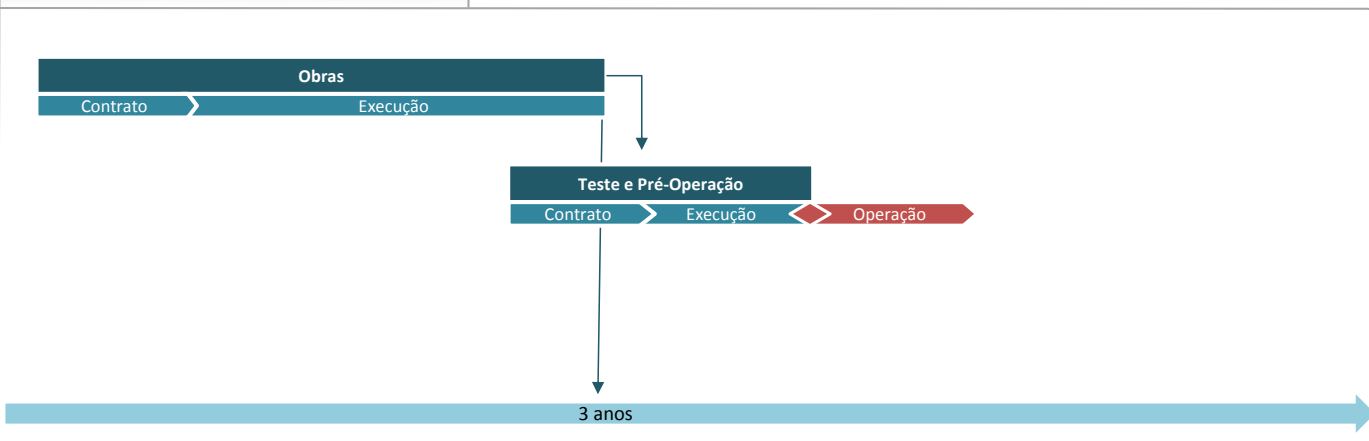 Obras
Contrato
Execução
Teste e Pré-Operação
Contrato
Execução
Operação
3 anos